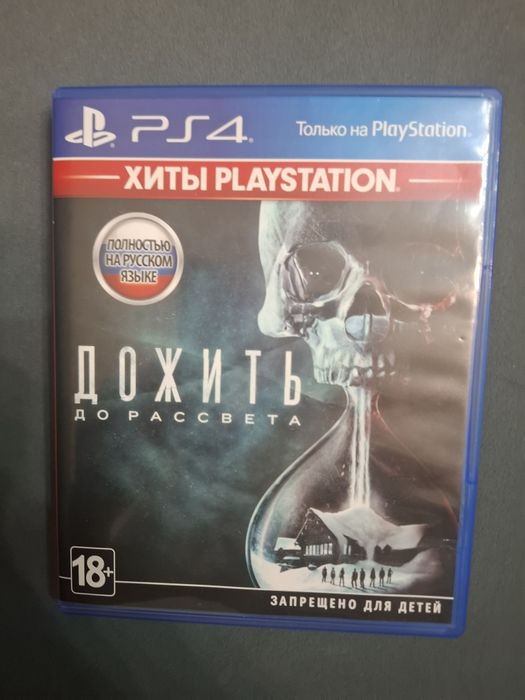 PS4
Только на PlayStation
ХИТЫ PLAYSTATION
ПОЛНОСТЬЮ
НА РУССКОМ
ЯЗЫКЕ
ДОЖИТЬ
ДО РАССВЕТА
18+
ЗАПРЕЩЕНО ДЛЯ ДЕТЕЙ